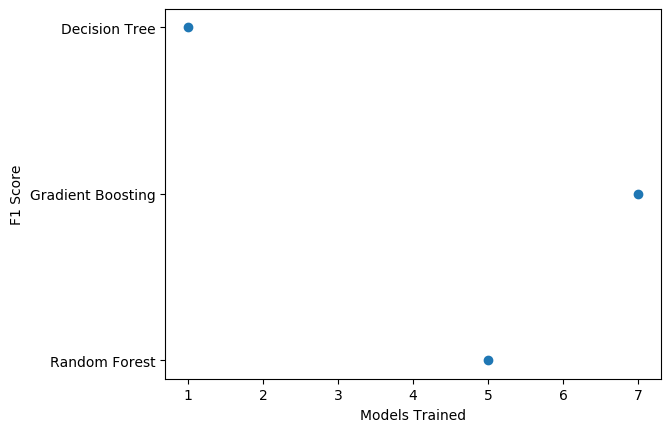 Decision Tree
Gradient Boosting
Random Forest
F1 Score
1 2 3 4 5 6 7
Models Trained